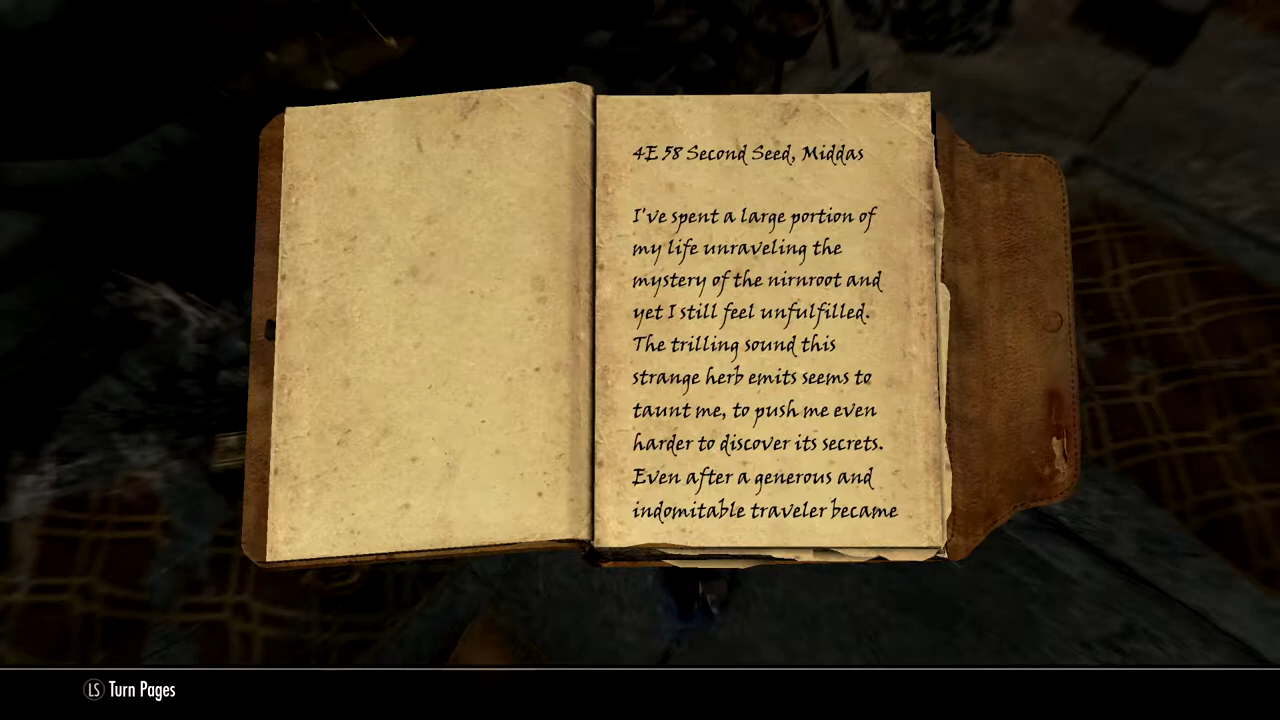 4E 58 Second Seed, Middas
I've spent a large portion of
my life unraveling the
mystery of the nirnroot and
yet I still feel unfulfilled.
The trilling sound this
strange herb emits seems to
taunt me, to push me even
harder to discover its secrets.
Even after a generous and
indomitable traveler became
LS Turn Pages